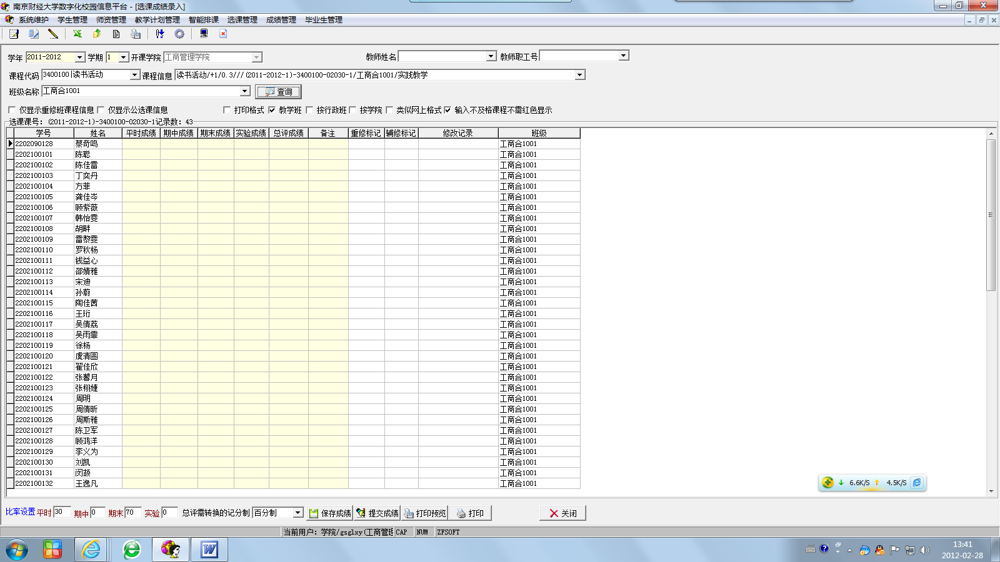 南京财经大学数字化校园信息平台 - [选课成绩录入]
系统维护 学生管理 师资管理 教学计划管理 智能排课 选课管理 成绩管理 毕业生管理
学年 2011-2012 学期 1 开课学院 工商管理学院 教师姓名 教师职工号
课程代码 3400100|读书活动 课程信息 读书活动/+1/0.3///(2011-2012-1)-3400100-02030-1/工商合1001/实践教学
班级名称 工商合1001 查询
仅显示重修班课程信息 仅显示公选课信息 打印格式 教学班 按行政班 按学院 类似网上格式 输入不及格课程不需红色显示
选课课号: (2011-2012-1)-3400100-02030-1记录数: 43
学号 姓名 平时成绩 期中成绩 期末成绩 实验成绩 总评成绩 备注 重修标记 辅修标记 修改记录 班级
2202090128 蔡奇鸣 工商合1001
2202100101 陈聪 工商合1001
2202100102 陈佳雷 工商合1001
2202100103 丁奕丹 工商合1001
2202100104 方菲 工商合1001
2202100105 龚佳岑 工商合1001
2202100106 顾紫薇 工商合1001
2202100107 韩怡雯 工商合1001
2202100108 胡畔 工商合1001
2202100109 雷黎雯 工商合1001
2202100110 罗秋杨 工商合1001
2202100111 钱益心 工商合1001
2202100112 邵婧雅 工商合1001
2202100113 宋迪 工商合1001
2202100114 孙蔚 工商合1001
2202100115 陶佳茜 工商合1001
2202100116 王珩 工商合1001
2202100117 吴倩荔 工商合1001
2202100118 吴雨霏 工商合1001
2202100119 徐杨 工商合1001
2202100120 虞清圆 工商合1001
2202100121 翟佳欣 工商合1001
2202100122 张馨月 工商合1001
2202100123 张栩婕 工商合1001
2202100124 周明 工商合1001
2202100125 周倩昕 工商合1001
2202100126 周斯雅 工商合1001
2202100127 陈卫军 工商合1001
2202100128 顾鸿洋 工商合1001
2202100129 李义为 工商合1001
2202100130 刘凯 工商合1001
2202100131 闵颉 工商合1001
2202100132 王逸凡 工商合1001
6.6K/S 4.5K/S
比率设置 平时 30 期中 0 期末 70 实验 0 总评需转换的记分制 百分制 保存成绩 提交成绩 打印预览 打印 关闭
当前用户: 学院/gsglxy(工商管理 CAP NUM ZFSOFT
13:41
2012-02-28